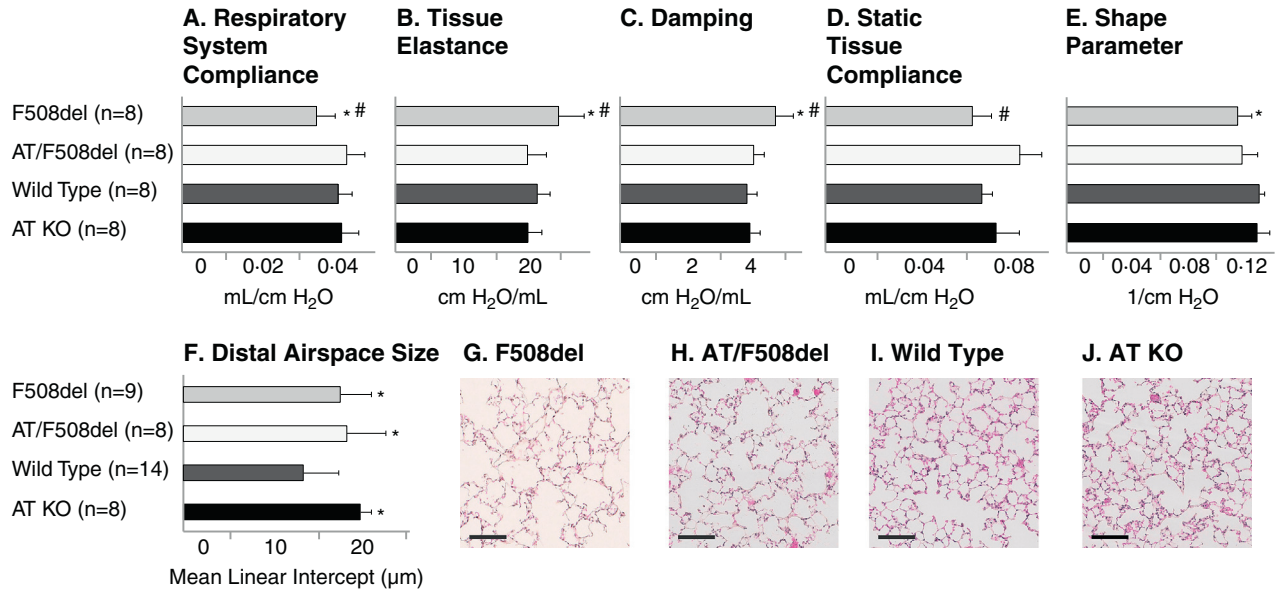 A. Respiratory System Compliance
B. Tissue Elastance
C. Damping
D. Static Tissue Compliance
E. Shape Parameter
F508del (n=8)
AT/F508del (n=8)
Wild Type (n=8)
AT KO (n=8)
* #
* #
* #
#
*
0 0·02 0·04
0 10 20
0 2 4
0 0·04 0·08
0 0·04 0·08 0·12
mL/cm H₂O
cm H₂O/mL
cm H₂O/mL
mL/cm H₂O
1/cm H₂O
F. Distal Airspace Size
G. F508del
H. AT/F508del
I. Wild Type
J. AT KO
F508del (n=9)
*
AT/F508del (n=8)
*
Wild Type (n=14)
AT KO (n=8)
*
0 10 20
Mean Linear Intercept (µm)